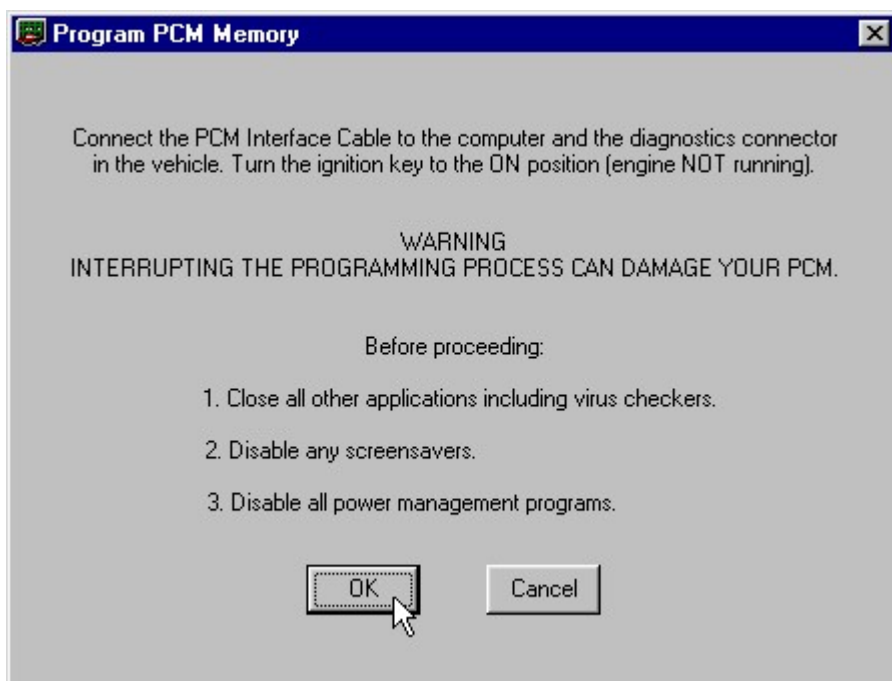 Program PCM Memory
Connect the PCM Interface Cable to the computer and the diagnostics connector
in the vehicle. Turn the ignition key to the ON position (engine NOT running).
WARNING
INTERRUPTING THE PROGRAMMING PROCESS CAN DAMAGE YOUR PCM.
Before proceeding:
1. Close all other applications including virus checkers.
2. Disable any screensavers.
3. Disable all power management programs.
OK
Cancel